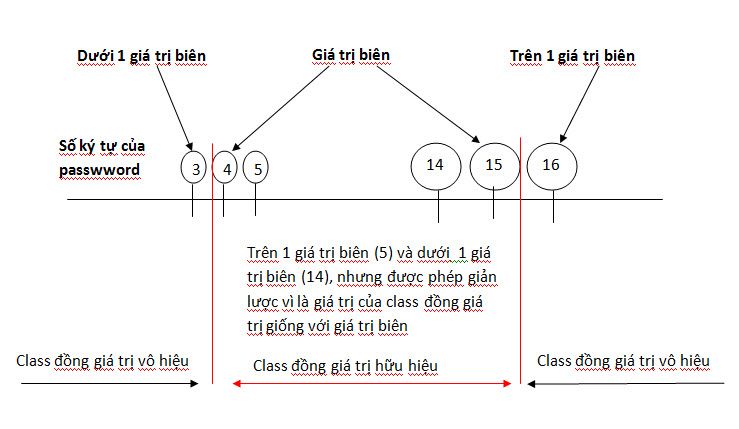 Dưới 1 giá trị biên
Giá trị biên
Trên 1 giá trị biên
Số ký tự của
passwword
3
4
5
14
15
16
Trên 1 giá trị biên (5) và dưới 1 giá
trị biên (14), nhưng được phép giản
lược vì là giá trị của class đồng giá
trị giống với giá trị biên
Class đồng giá trị vô hiệu
Class đồng giá trị hữu hiệu
Class đồng giá trị vô hiệu